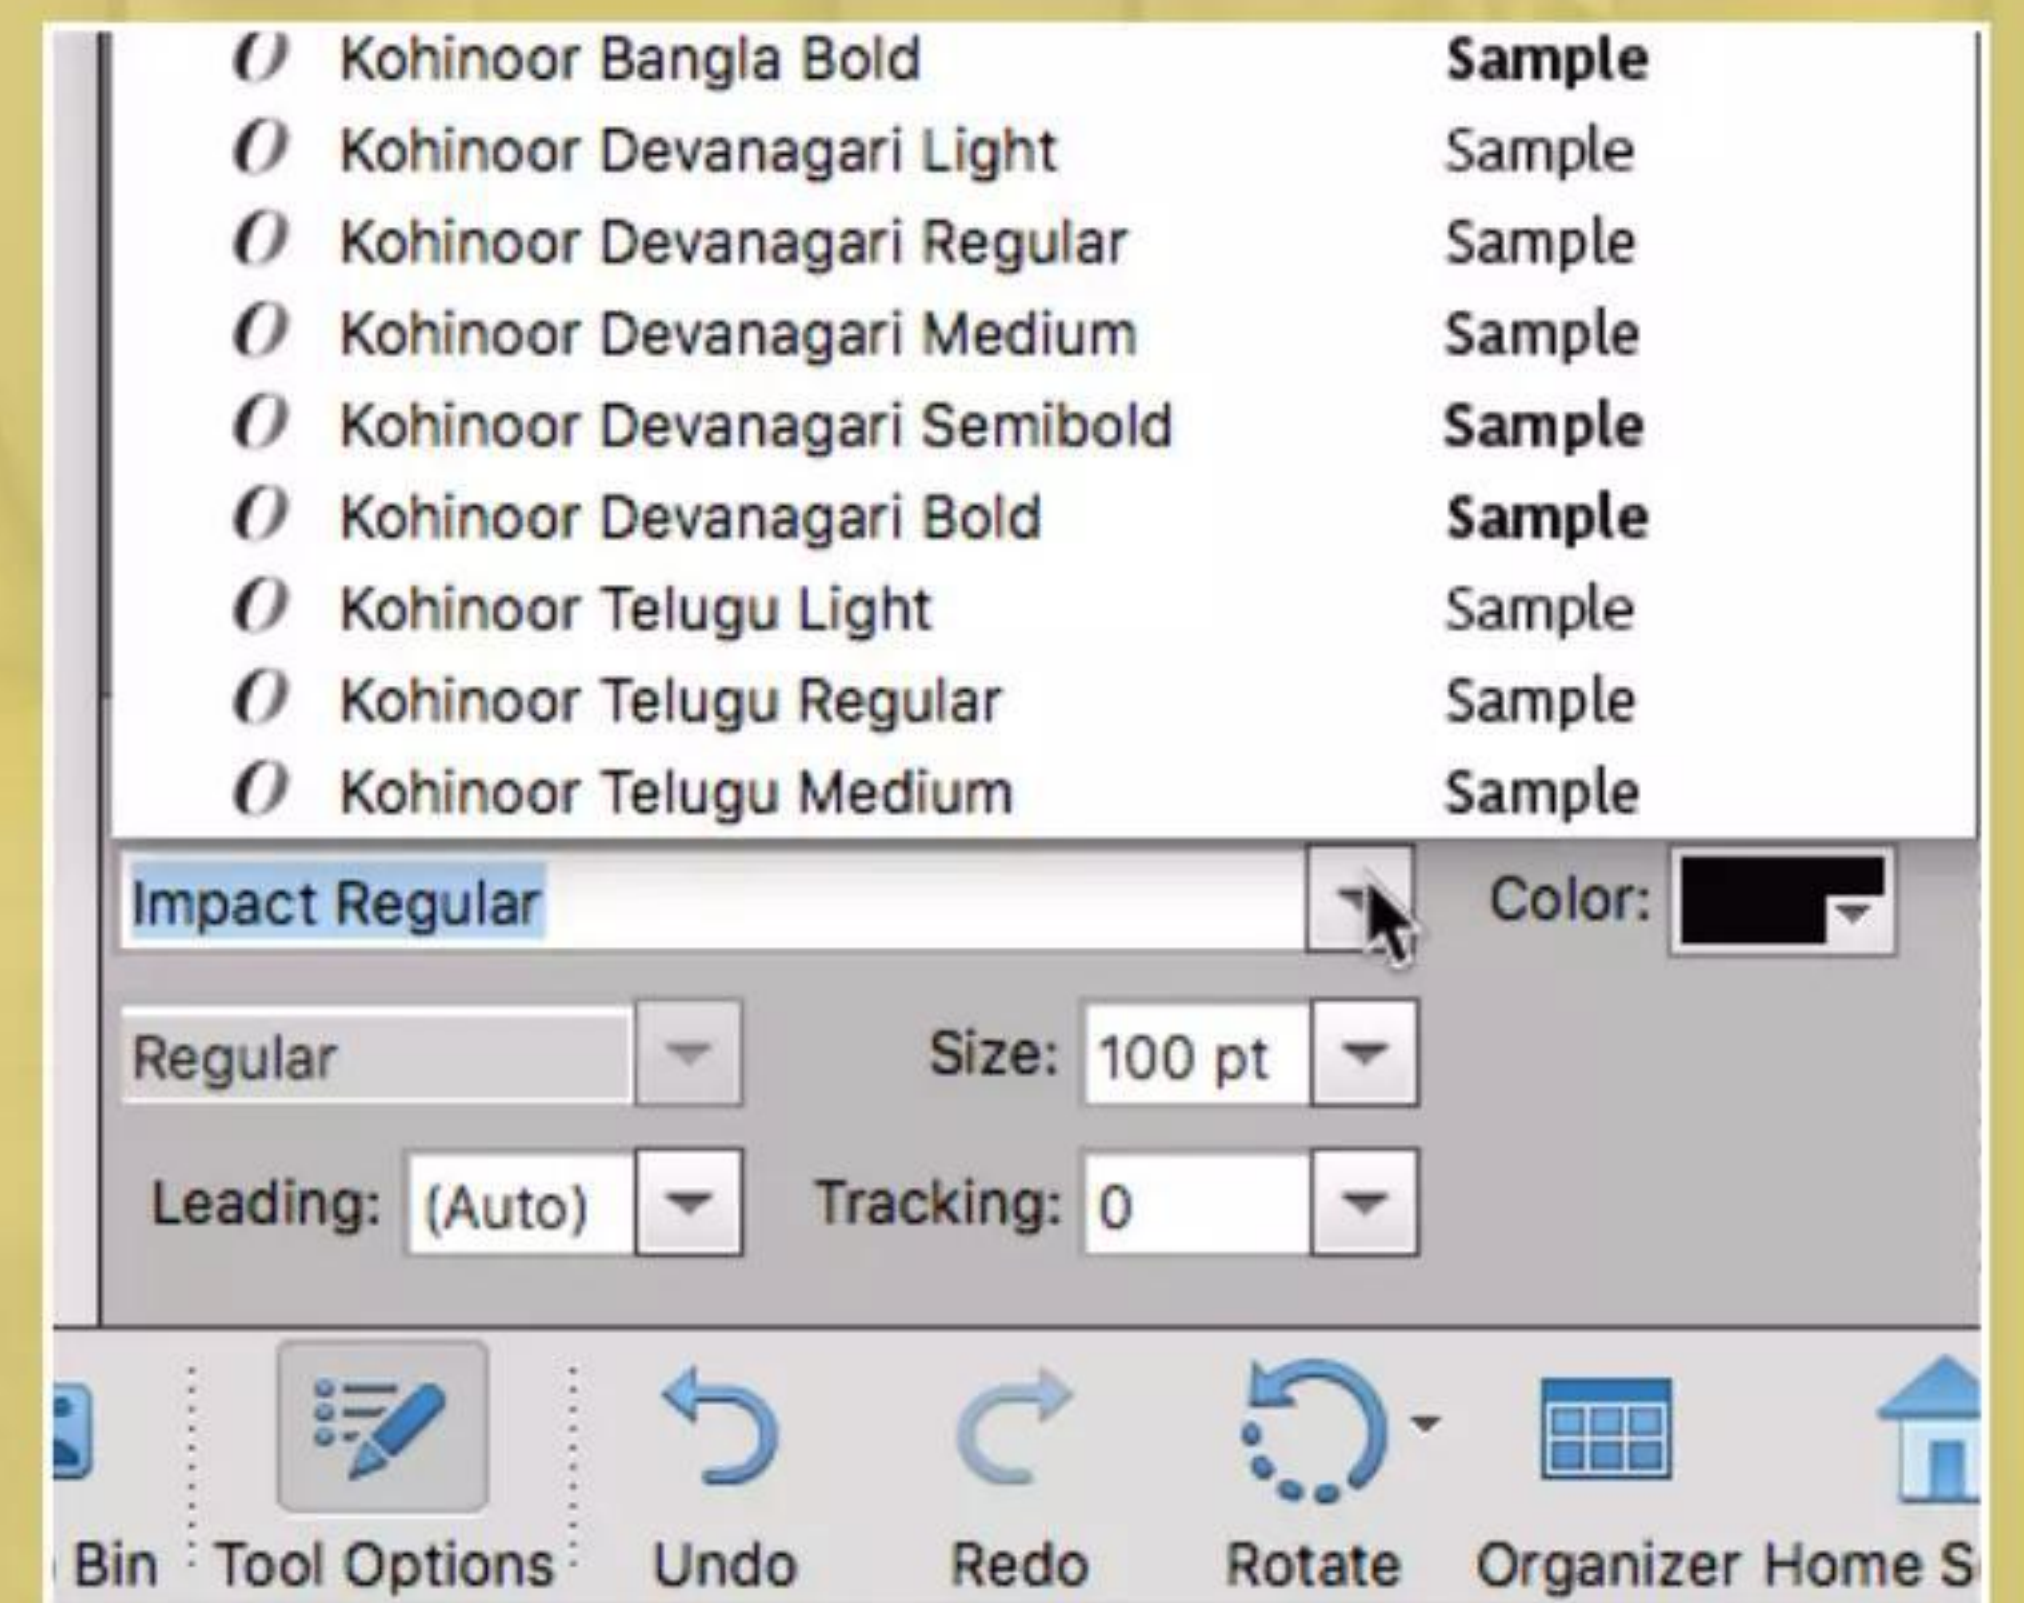 Kohinoor Bangla Bold Sample
Kohinoor Devanagari Light Sample
Kohinoor Devanagari Regular Sample
Kohinoor Devanagari Medium Sample
Kohinoor Devanagari Semibold Sample
Kohinoor Devanagari Bold Sample
Kohinoor Telugu Light Sample
Kohinoor Telugu Regular Sample
Kohinoor Telugu Medium Sample
Impact Regular Color:
Regular Size: 100 pt
Leading: (Auto) Tracking: 0
Bin Tool Options Undo Redo Rotate Organizer Home S